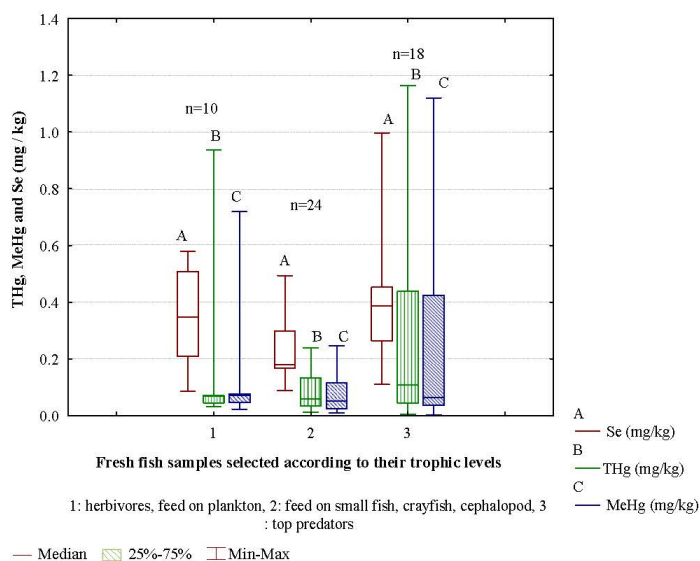 1.4
n=18
B
1.2
C
n=10
A
B
1.0
THg, MeHg and Se (mg / kg)
0.8
C
n=24
A
0.6
A
0.4
B
C
0.2
0.0
1
2
3
A
Se (mg/kg)
B
THg (mg/kg)
C
MeHg (mg/kg)
Fresh fish samples selected according to their trophic levels
1: herbivores, feed on plankton, 2: feed on small fish, crayfish, cephalopod, 3
: top predators
Median
25%-75%
Min-Max